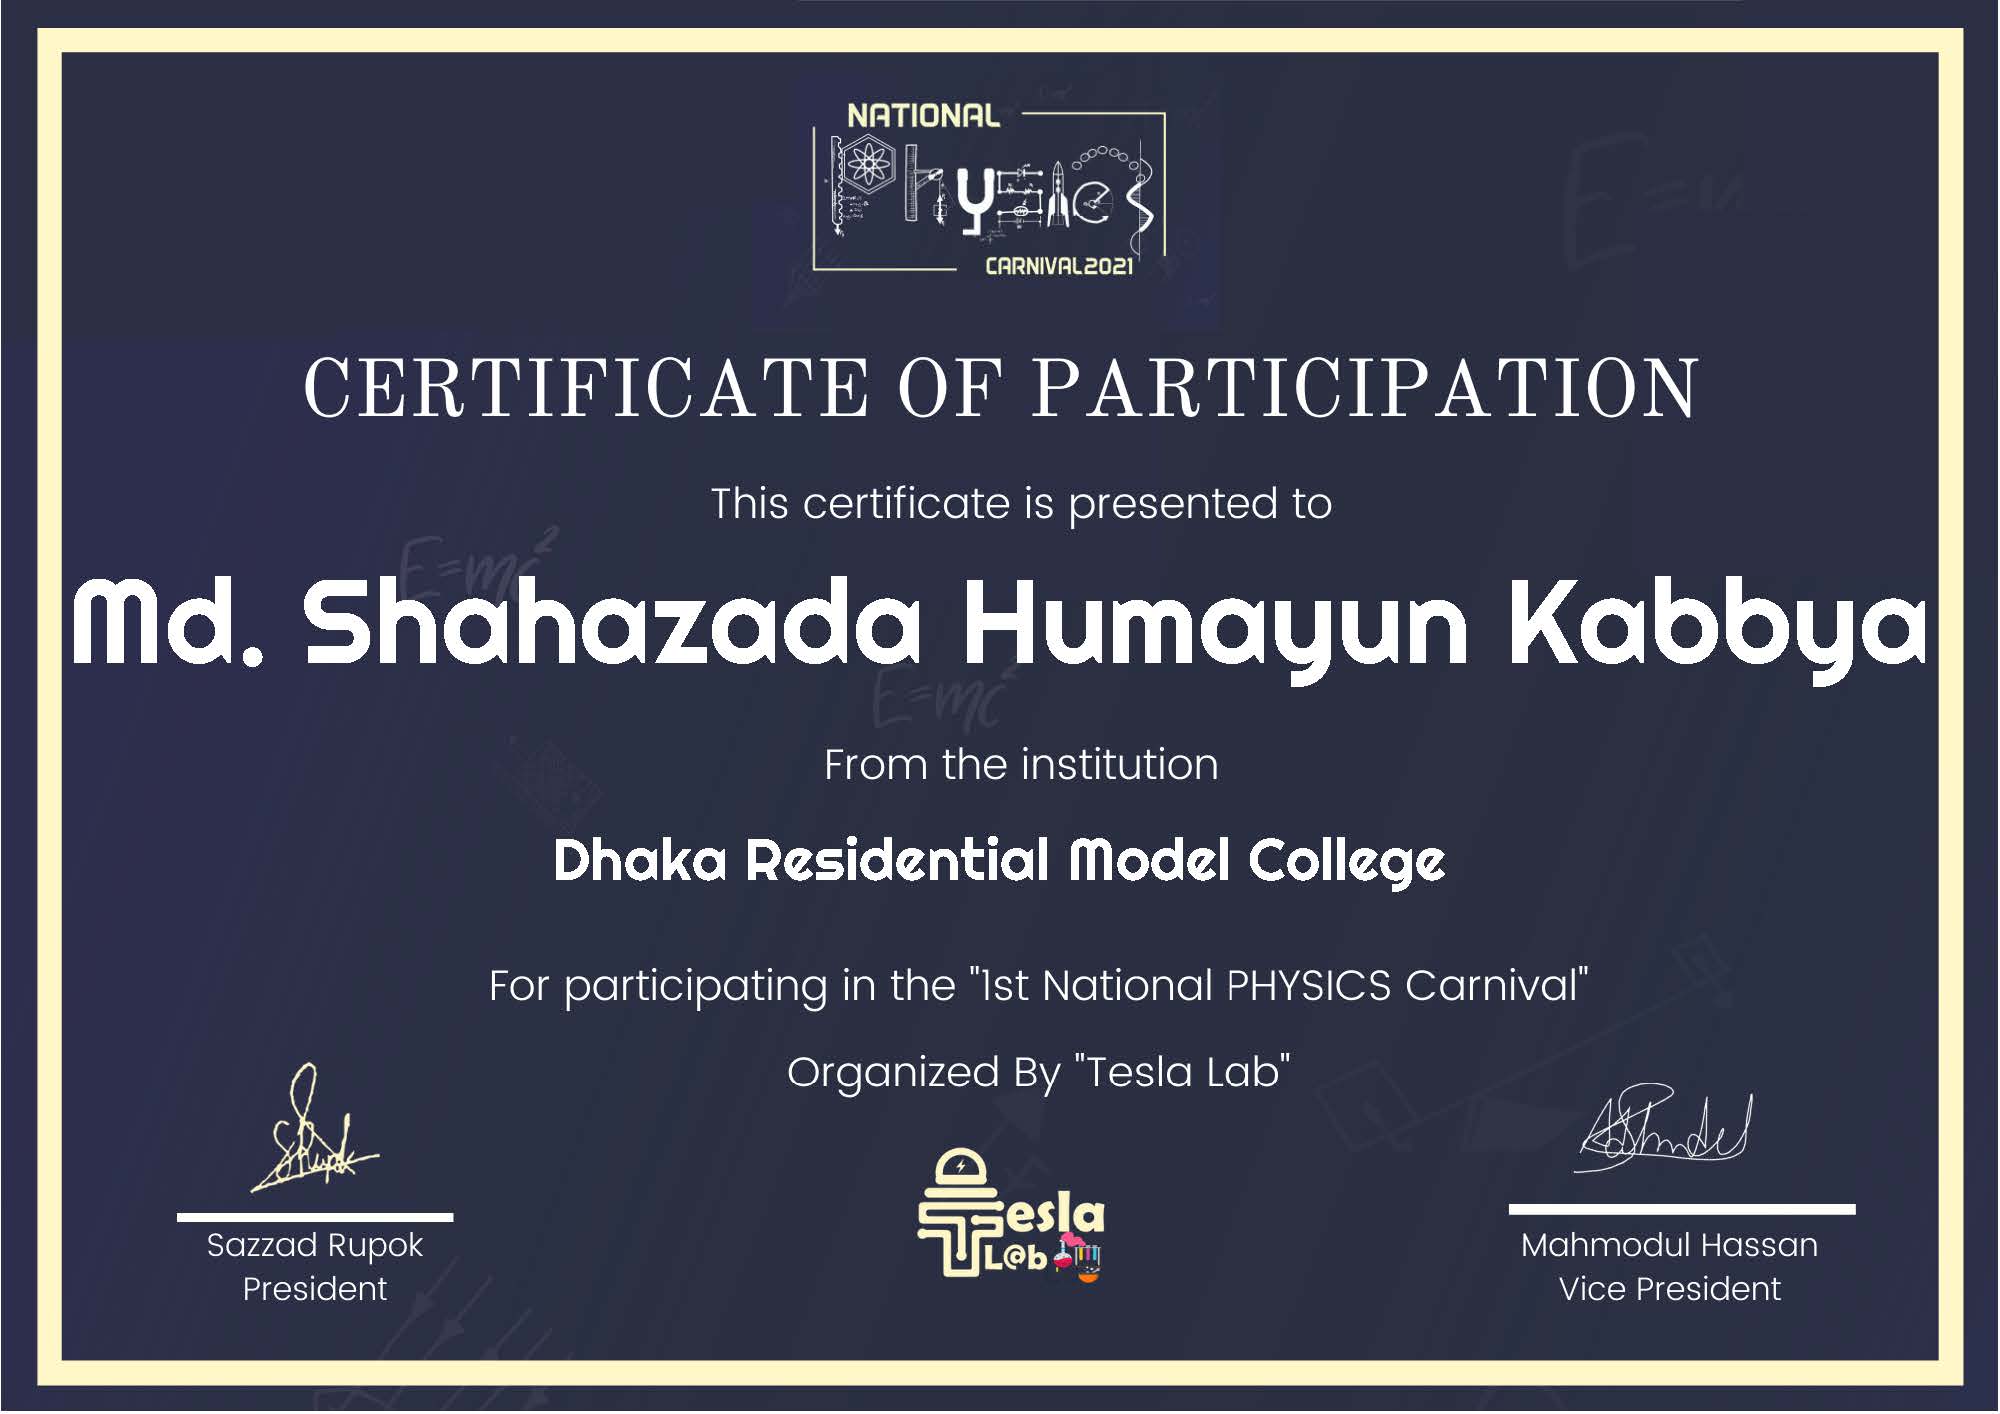 NATIONAL
Physics
CARNIVAL2021
CERTIFICATE OF PARTICIPATION
This certificate is presented to
E=mc²
Md. Shahazada Humayun Kabbya
E=mc²
From the institution
Dhaka Residential Model College
For participating in the "1st National PHYSICS Carnival"
Organized By "Tesla Lab"
Tesla
L@b
Sazzad Rupok
President
Mahmodul Hassan
Vice President